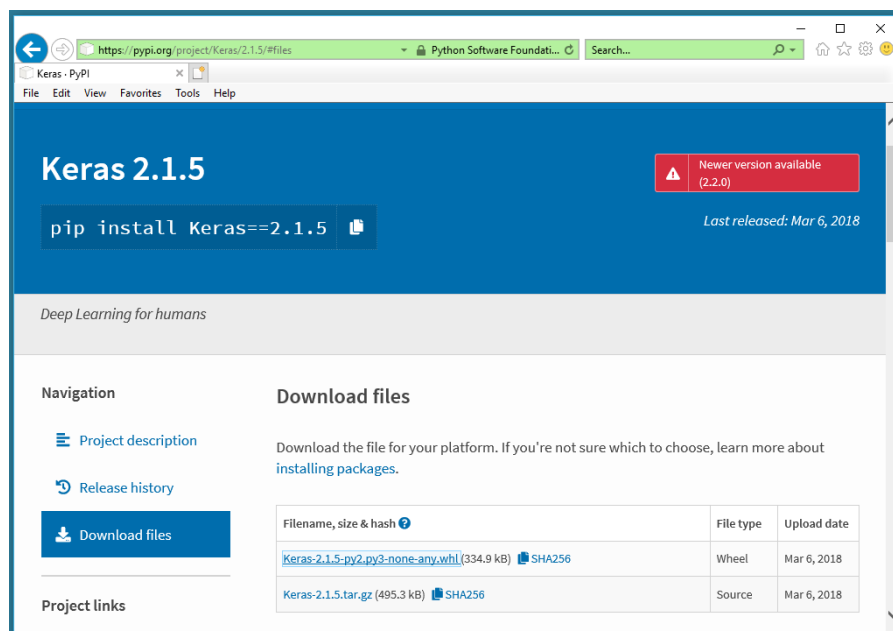 https://pypi.org/project/Keras/2.1.5/#files
Python Software Foundati...
Search...
Keras · PyPI
File Edit View Favorites Tools Help
Keras 2.1.5
Newer version available
(2.2.0)
pip install Keras==2.1.5
Last released: Mar 6, 2018
Deep Learning for humans
Navigation
Project description
Release history
Download files
Project links
Download files
Download the file for your platform. If you're not sure which to choose, learn more about
installing packages.
Filename, size & hash ? File type Upload date
Keras-2.1.5-py2.py3-none-any.whl (334.9 kB) SHA256 Wheel Mar 6, 2018
Keras-2.1.5.tar.gz (495.3 kB) SHA256 Source Mar 6, 2018